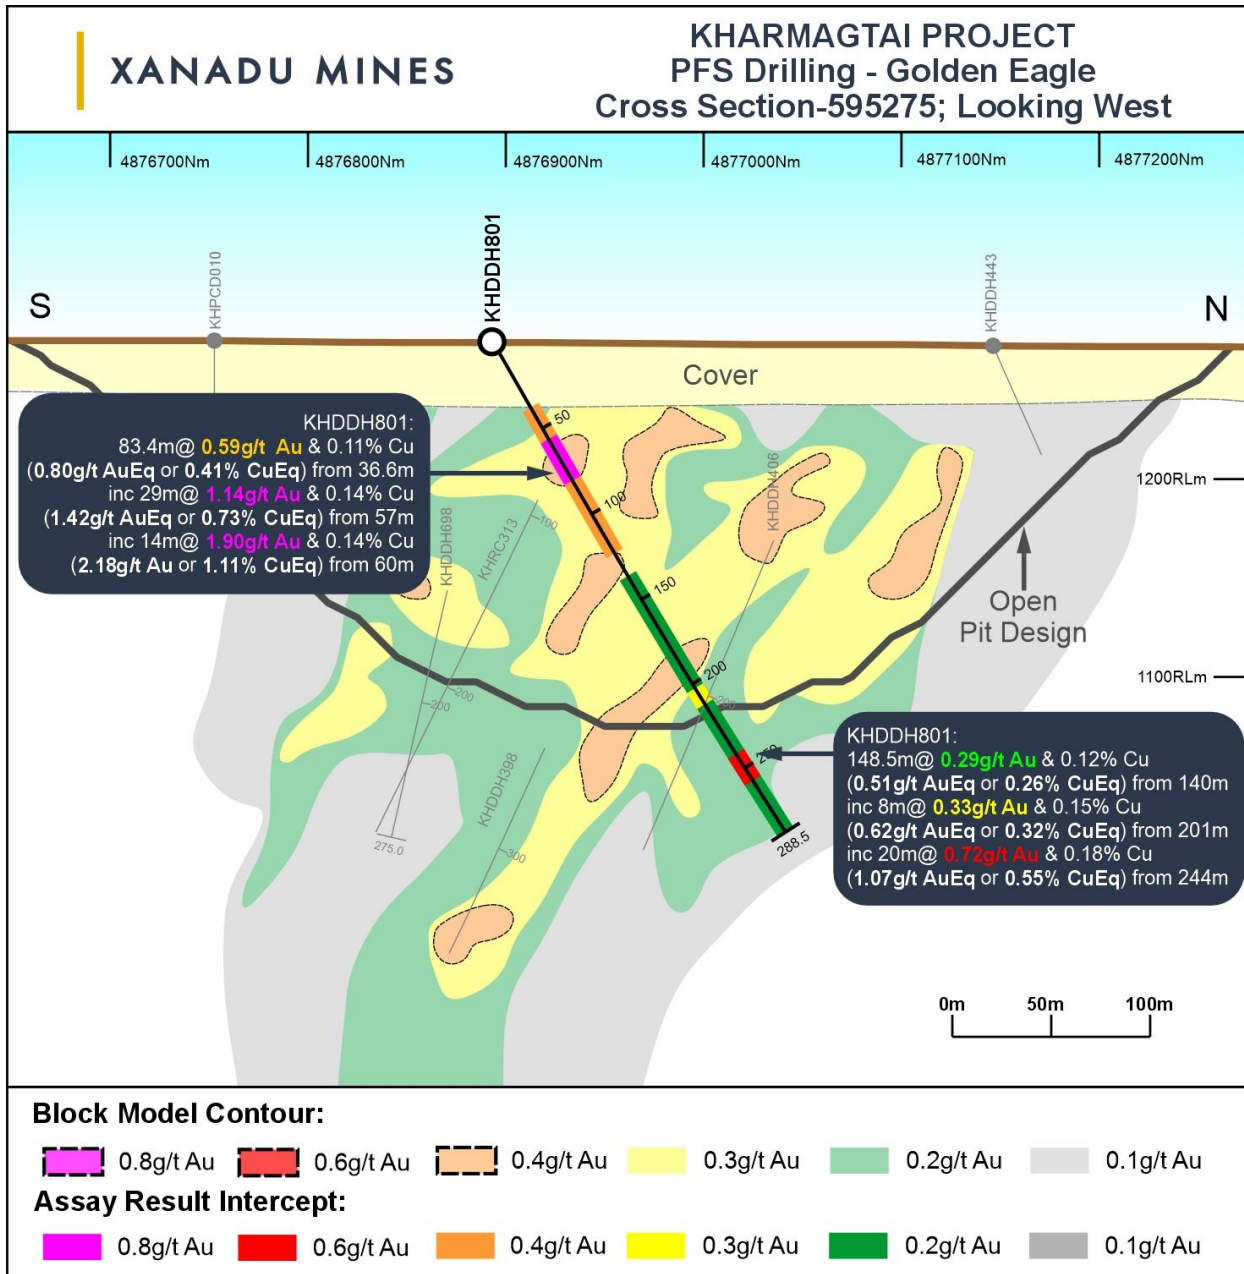 XANADU MINES
KHARMAGTAI PROJECT
PFS Drilling - Golden Eagle
Cross Section-595275; Looking West
4876700Nm
4876800Nm
4876900Nm
4877000Nm
4877100Nm
4877200Nm
S
KHPCD010
KHDDH801
KHDDH443
N
Cover
KHDDH801:
83.4m@ 0.59g/t Au & 0.11% Cu
(0.80g/t AuEq or 0.41% CuEq) from 36.6m
inc 29m@ 1.14g/t Au & 0.14% Cu
(1.42g/t AuEq or 0.73% CuEq) from 57m
inc 14m@ 1.90g/t Au & 0.14% Cu
(2.18g/t Au or 1.11% CuEq) from 60m
50
100
150
200
250
288.5
KHDDH698
200
275.0
KHRC313
100
200
KHDDH406
200
KHDDH398
300
1200RLm
1100RLm
Open
Pit Design
KHDDH801:
148.5m@ 0.29g/t Au & 0.12% Cu
(0.51g/t AuEq or 0.26% CuEq) from 140m
inc 8m@ 0.33g/t Au & 0.15% Cu
(0.62g/t AuEq or 0.32% CuEq) from 201m
inc 20m@ 0.72g/t Au & 0.18% Cu
(1.07g/t AuEq or 0.55% CuEq) from 244m
0m 50m 100m
Block Model Contour:
0.8g/t Au 0.6g/t Au 0.4g/t Au 0.3g/t Au 0.2g/t Au 0.1g/t Au
Assay Result Intercept:
0.8g/t Au 0.6g/t Au 0.4g/t Au 0.3g/t Au 0.2g/t Au 0.1g/t Au